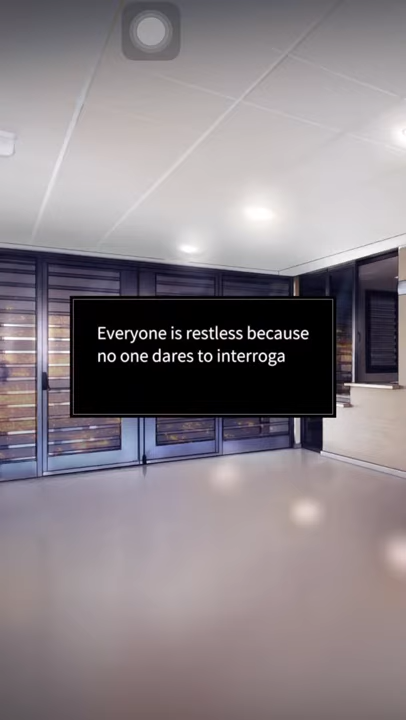 Everyone is restless because
no one dares to interroga